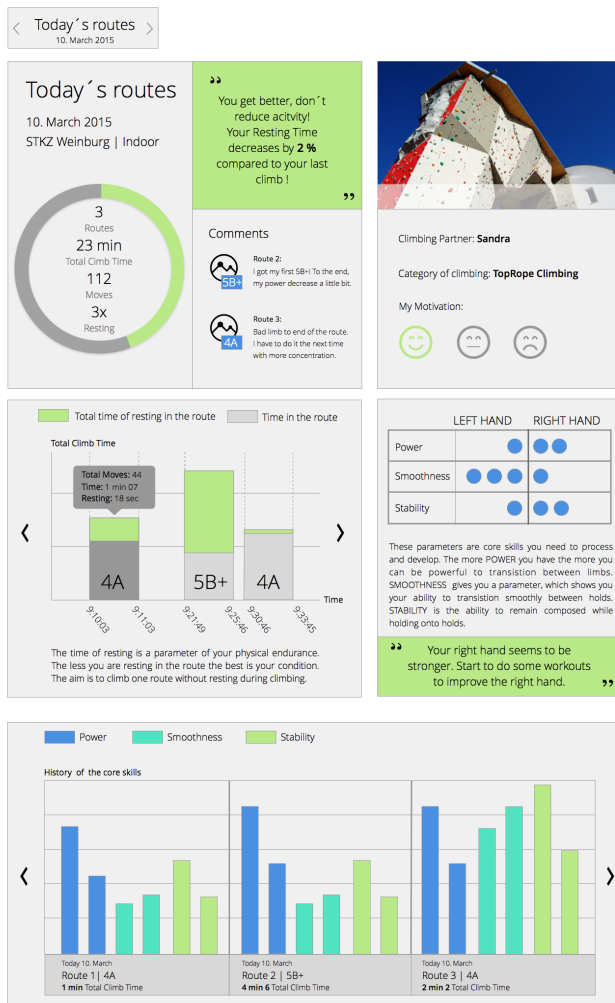 Today´s routes
10. March 2015
Today´s routes
10. March 2015
STKZ Weinburg | Indoor
3
Routes
23 min
Total Cimb Time
112
Moves
3x
Resting
You get better, don´t
reduce acitvity!
Your Resting Time
decreases by 2 %
compared to your last
climb !
Comments
Route 2:
I got my first 5B+! To the end,
my power decrease a little bit.
5B+
Route 3:
Bad limb to end of the route.
I have to do it the next time
with more concentration.
4A
Climbing Partner: Sandra
Category of climbing: TopRope Climbing
My Motivation:
Total time of resting in the route
Time in the route
Total Climb Time
Total Moves: 44
Time: 1 min 07
Resting: 18 sec
4A
5B+
4A
Time
9:10:03
9:11:03
9:21:49
9:25:46
9:30:46
9:33:45
The time of resting is a parameter of your physical endurance.
The less you are resting in the route the best is your condition.
The aim is to climb one route without resting during climbing.
LEFT HAND
RIGHT HAND
Power
Smoothness
Stability
These parameters are core skills you need to process
and develop. The more POWER you have the more you
can be powerful to transistion between limbs.
SMOOTHNESS gives you a parameter, which shows you
your ability to transistion smoothly between holds.
STABILITY is the ability to remain composed while
holding onto holds.
Your right hand seems to be
stronger. Start to do some workouts
to improve the right hand.
Power
Smoothness
Stability
History of the core skills
Today 10. March
Route 1| 4A
1 min Total Climb Time
Today 10. March
Route 2 | 5B+
4 min 6 Total Climb Time
Today 10. March
Route 3 | 4A
2 min 2 Total Climb Time